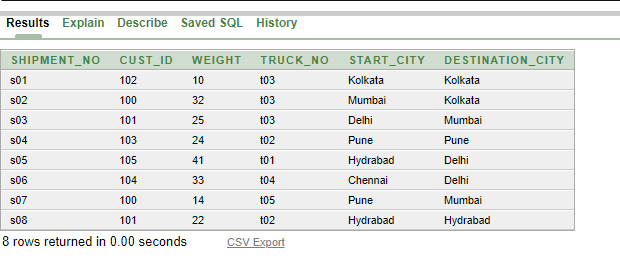 Results Explain Describe Saved SQL History
SHIPMENT_NO CUST_ID WEIGHT TRUCK_NO START_CITY DESTINATION_CITY
s01 102 10 t03 Kolkata Kolkata
s02 100 32 t03 Mumbai Kolkata
s03 101 25 t03 Delhi Mumbai
s04 103 24 t02 Pune Pune
s05 105 41 t01 Hydrabad Delhi
s06 104 33 t04 Chennai Delhi
s07 100 14 t05 Pune Mumbai
s08 101 22 t02 Hydrabad Hydrabad
8 rows returned in 0.00 seconds CSV Export